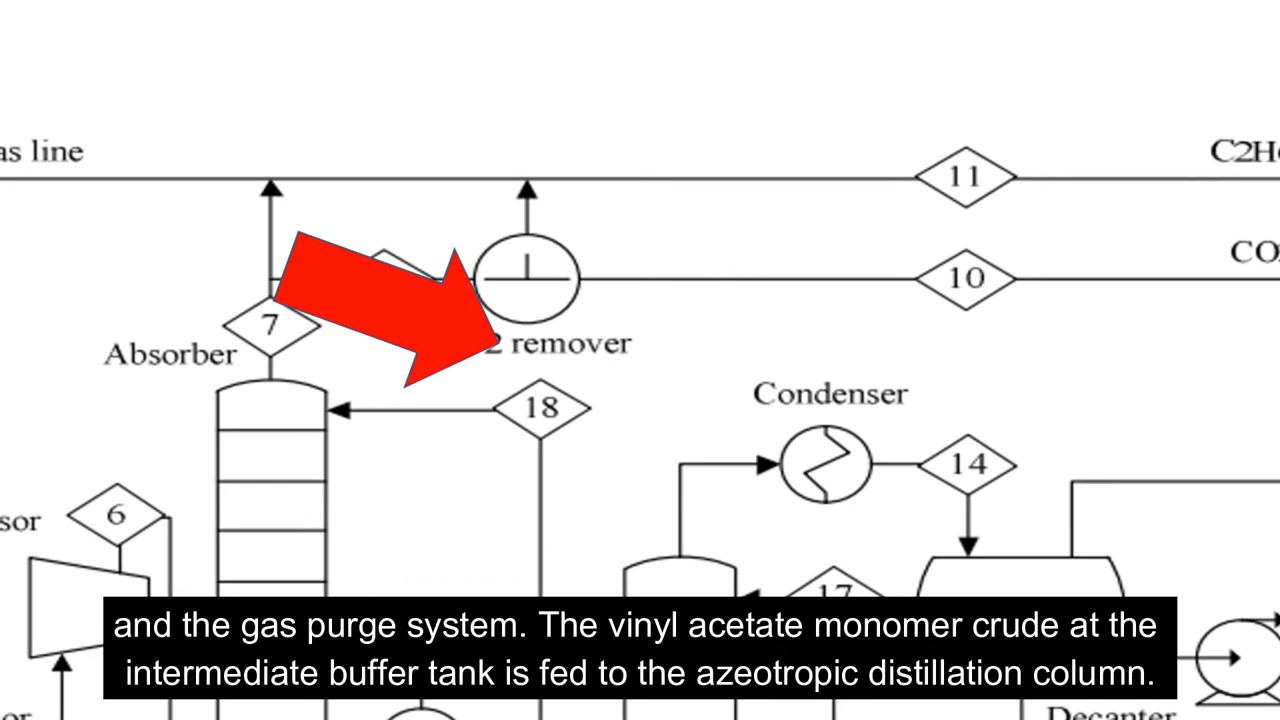 as line
11
C2H
10
7
Absorber
2 remover
18
Condenser
14
6
sor
17
and the gas purge system. The vinyl acetate monomer crude at the
intermediate buffer tank is fed to the azeotropic distillation column.
Decanter